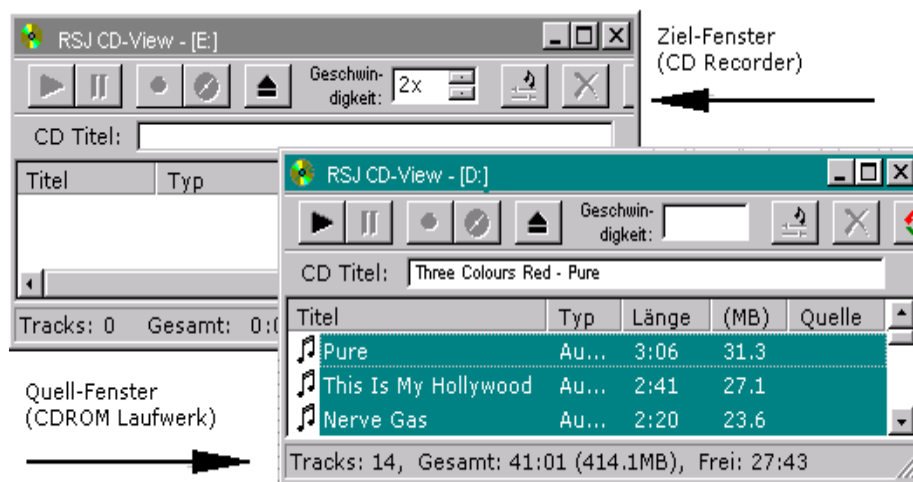 RSJ CD-View - [E:]
Geschwin-
digkeit: 2x
CD Titel:
Titel Typ
Tracks: 0 Gesamt:
Ziel-Fenster
(CD Recorder)
RSJ CD-View - [D:]
Geschwin-
digkeit:
CD Titel: Three Colours Red - Pure
Titel Typ Länge (MB) Quelle
Pure Au... 3:06 31.3
This Is My Hollywood Au... 2:41 27.1
Nerve Gas Au... 2:20 23.6
Tracks: 14, Gesamt: 41:01 (414.1MB), Frei: 27:43
Quell-Fenster
(CDROM Laufwerk)